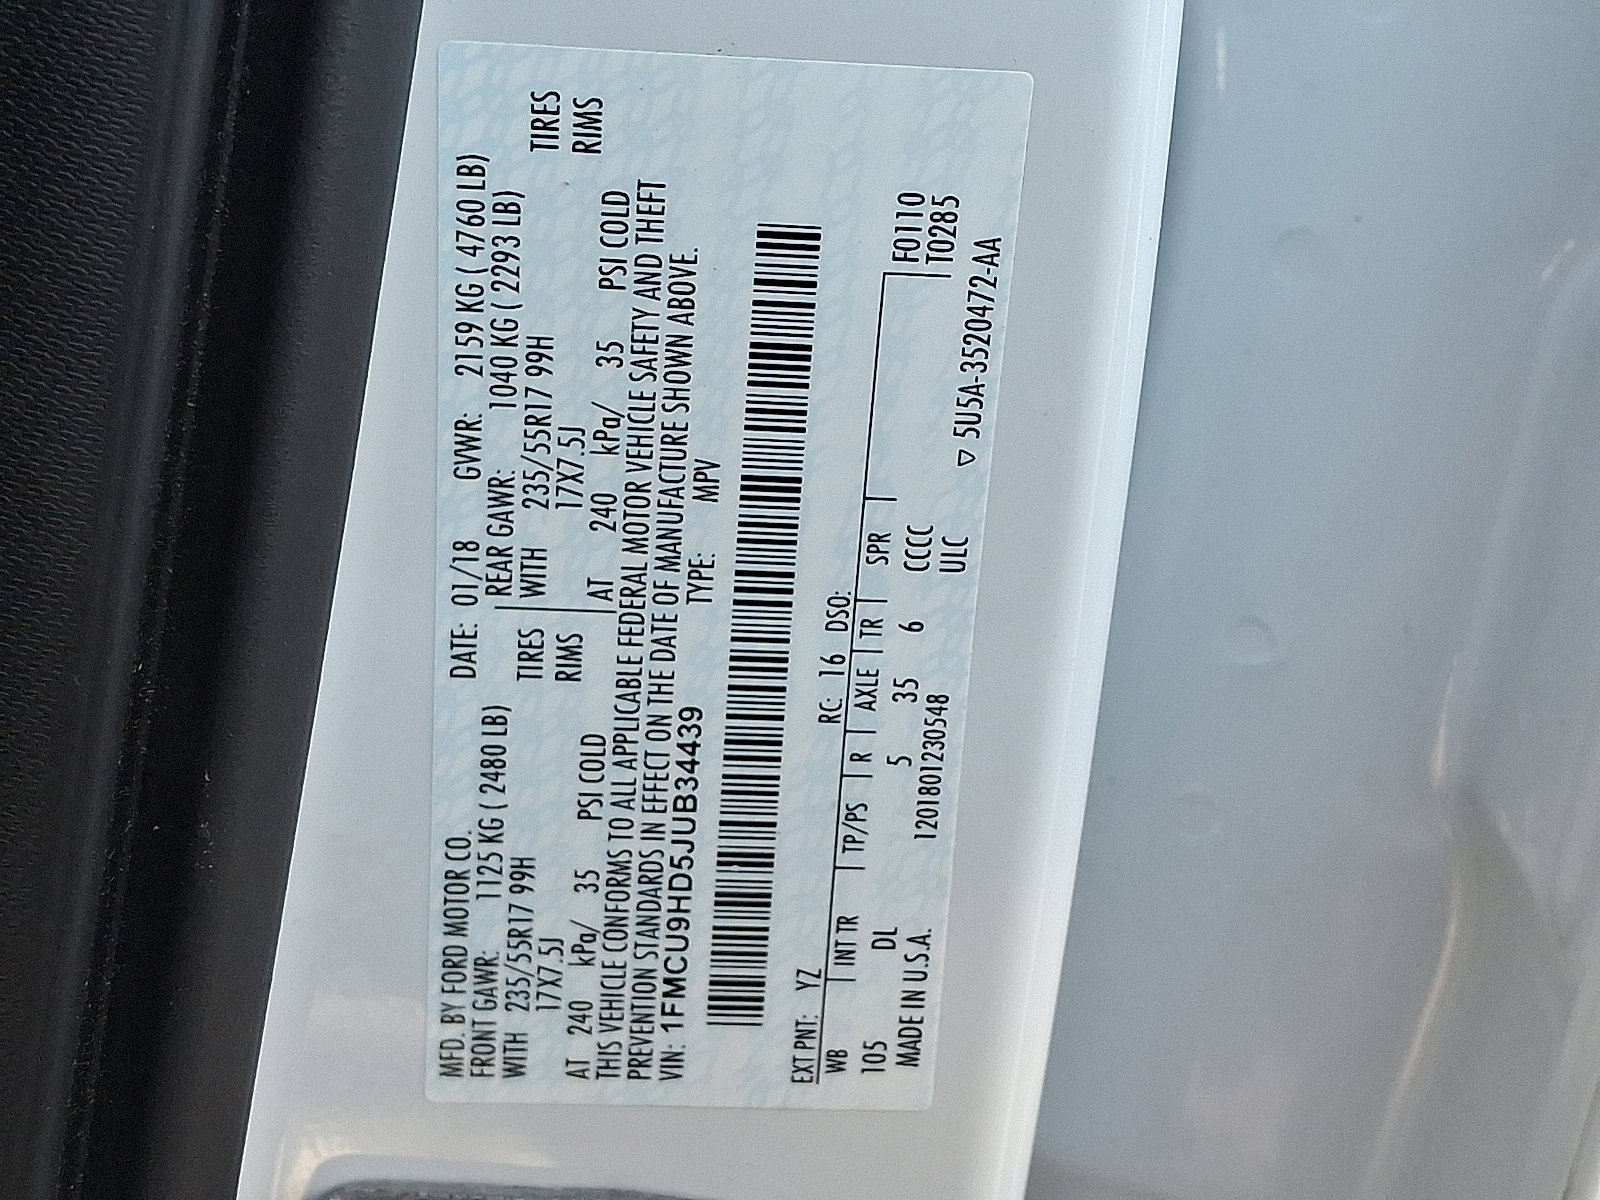 MFD. BY FORD MOTOR CO. DATE: 01/18 GVWR: 2159 KG ( 4760 LB)
FRONT GAWR: 1125 KG ( 2480 LB) REAR GAWR: 1040 KG ( 2293 LB)
WITH 235/55R17 99H TIRES WITH 235/55R17 99H TIRES
17X7.5J RIMS 17X7.5J RIMS
AT 240 kPa/ 35 PSI COLD AT 240 kPa/ 35 PSI COLD
THIS VEHICLE CONFORMS TO ALL APPLICABLE FEDERAL MOTOR VEHICLE SAFETY AND THEFT
PREVENTION STANDARDS IN EFFECT ON THE DATE OF MANUFACTURE SHOWN ABOVE.
VIN: 1FMCU9HD5JUB34439 TYPE: MPV
EXT PNT: YZ RC: 16 DSO:
WB INT TR TP/PS R AXLE TR SPR
105 DL 5 35 6 CCCC F0110
MADE IN U.S.A. 1201801230548 ULC T0285
▽ 5U5A-3520472-AA